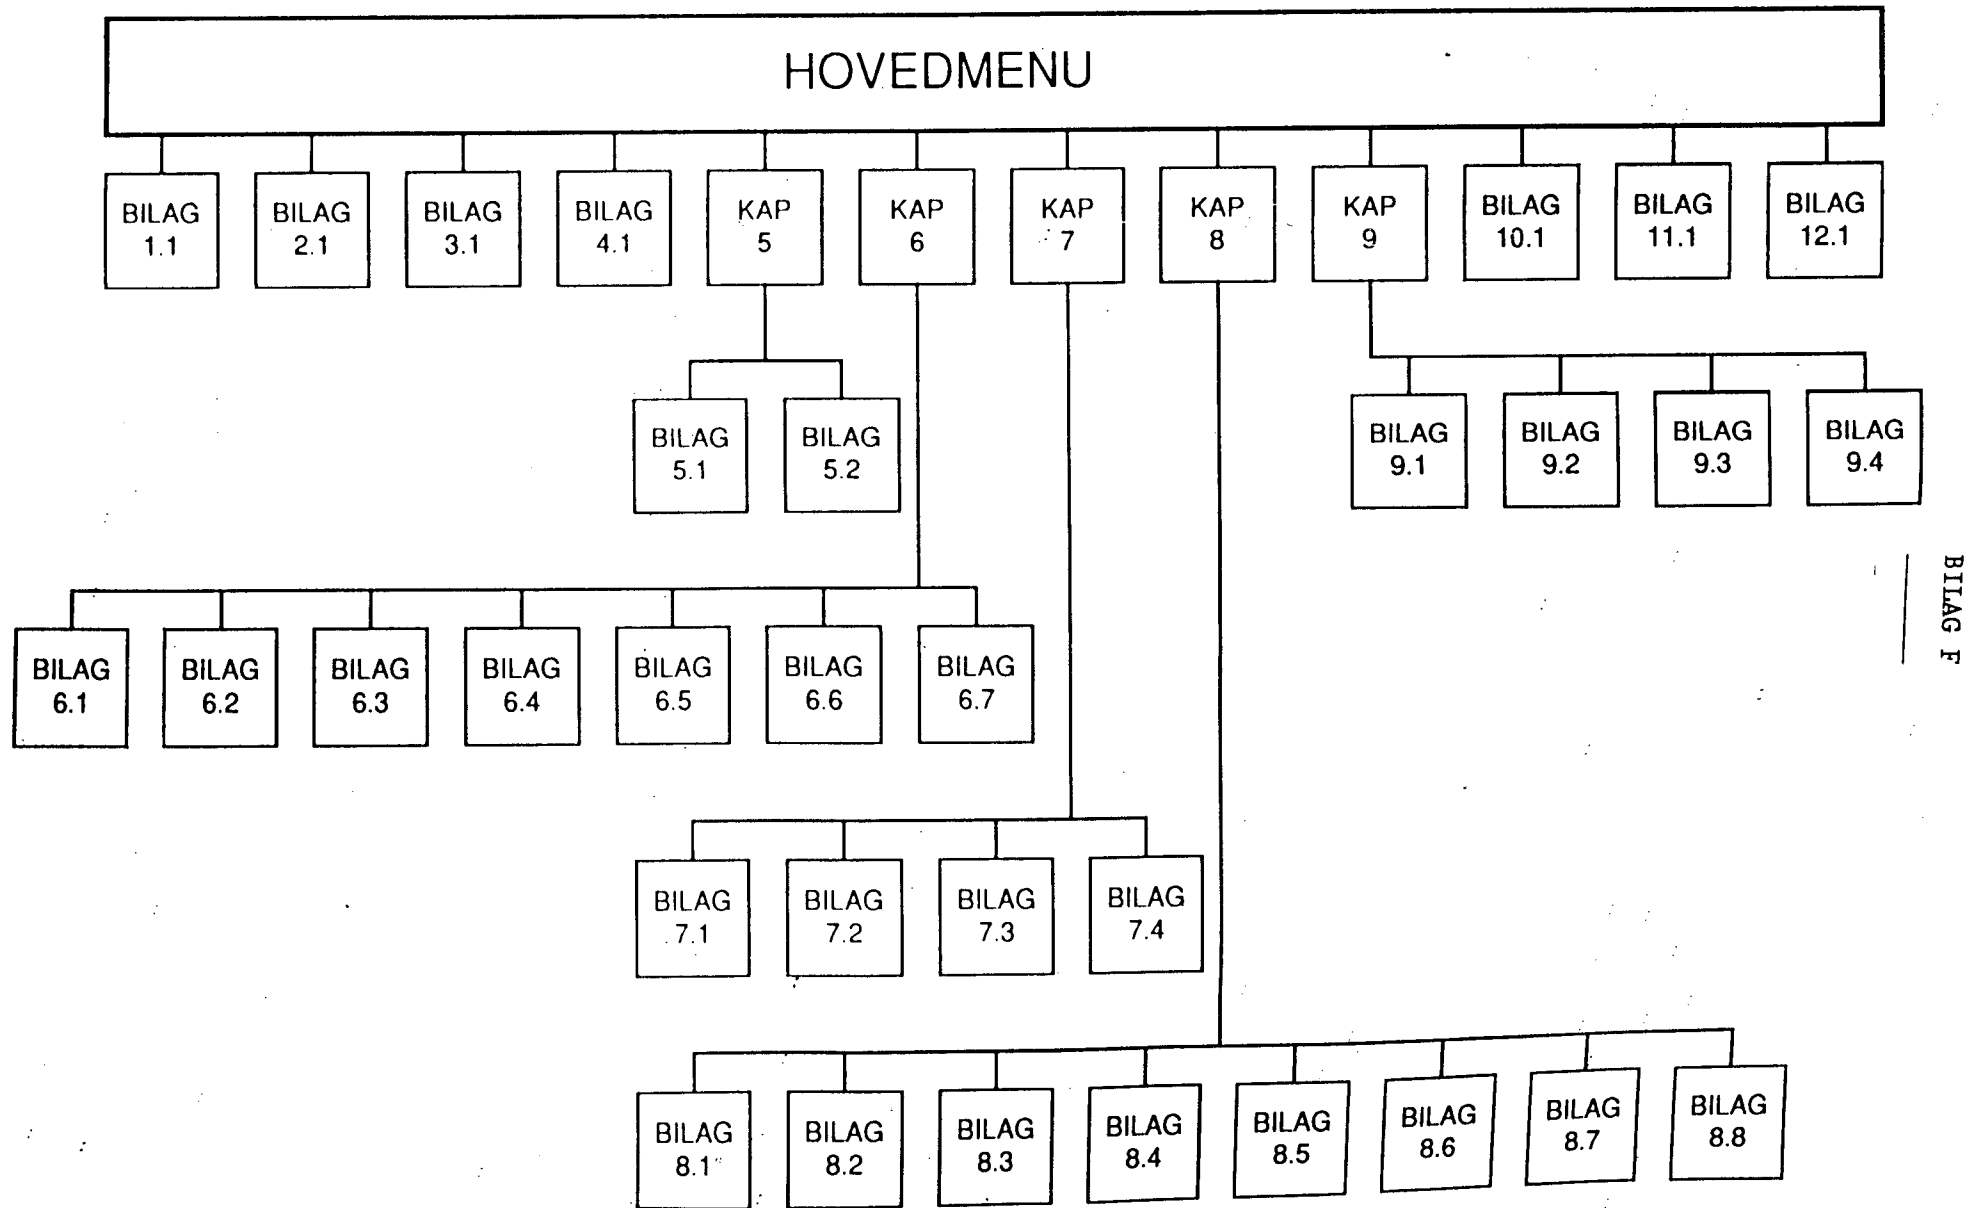 HOVEDMENU
BILAG
1.1
BILAG
2.1
BILAG
3.1
BILAG
4.1
KAP
5
KAP
6
KAP
7
KAP
8
KAP
9
BILAG
10.1
BILAG
11.1
BILAG
12.1
BILAG
5.1
BILAG
5.2
BILAG
9.1
BILAG
9.2
BILAG
9.3
BILAG
9.4
BILAG F
BILAG
6.1
BILAG
6.2
BILAG
6.3
BILAG
6.4
BILAG
6.5
BILAG
6.6
BILAG
6.7
BILAG
7.1
BILAG
7.2
BILAG
7.3
BILAG
7.4
BILAG
8.1
BILAG
8.2
BILAG
8.3
BILAG
8.4
BILAG
8.5
BILAG
8.6
BILAG
8.7
BILAG
8.8